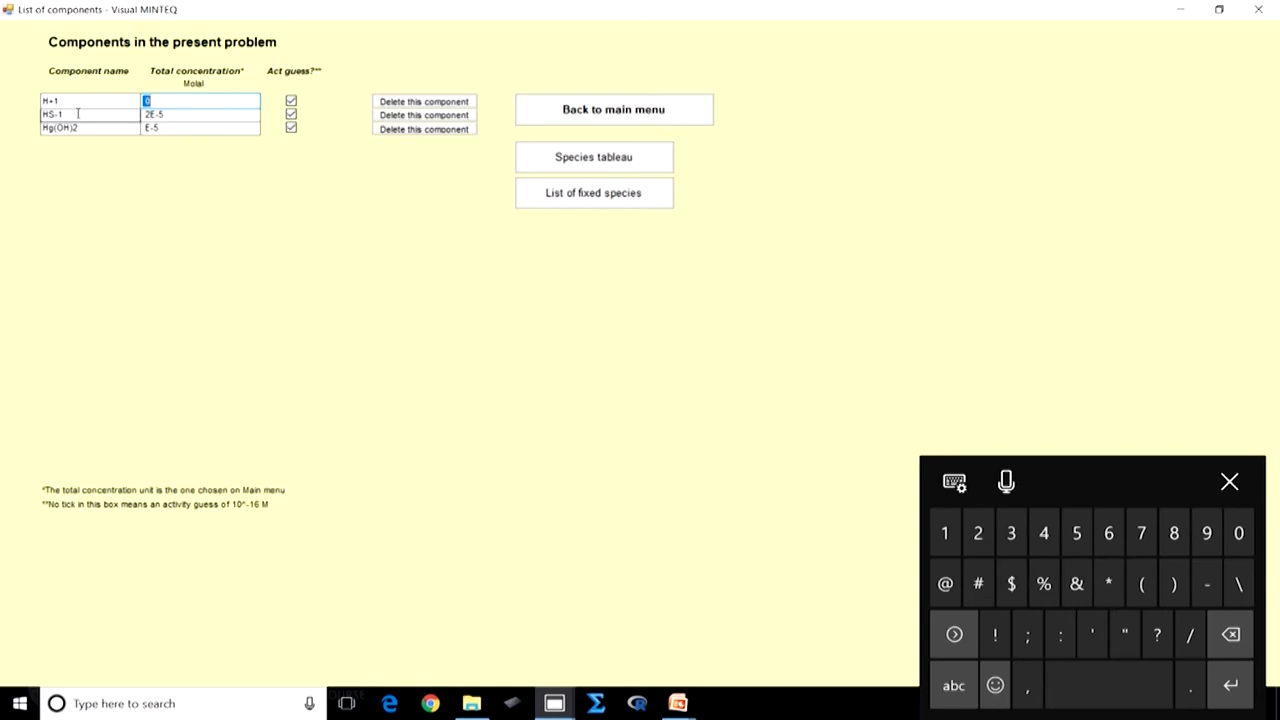 List of components - Visual MINTEQ
Components in the present problem
Component name Total concentration* Act guess?**
Molal
H+1 0 Delete this component
HS-1 2E-5 Delete this component
Hg(OH)2 E-5 Delete this component
Back to main menu
Species tableau
List of fixed species
*The total concentration unit is the one chosen on Main menu
**No tick in this box means an activity guess of 10^-16 M
1 2 3 4 5 6 7 8 9 0
@ # $ % & * ( ) - \
! ; : ' " ? /
abc , .
Type here to search